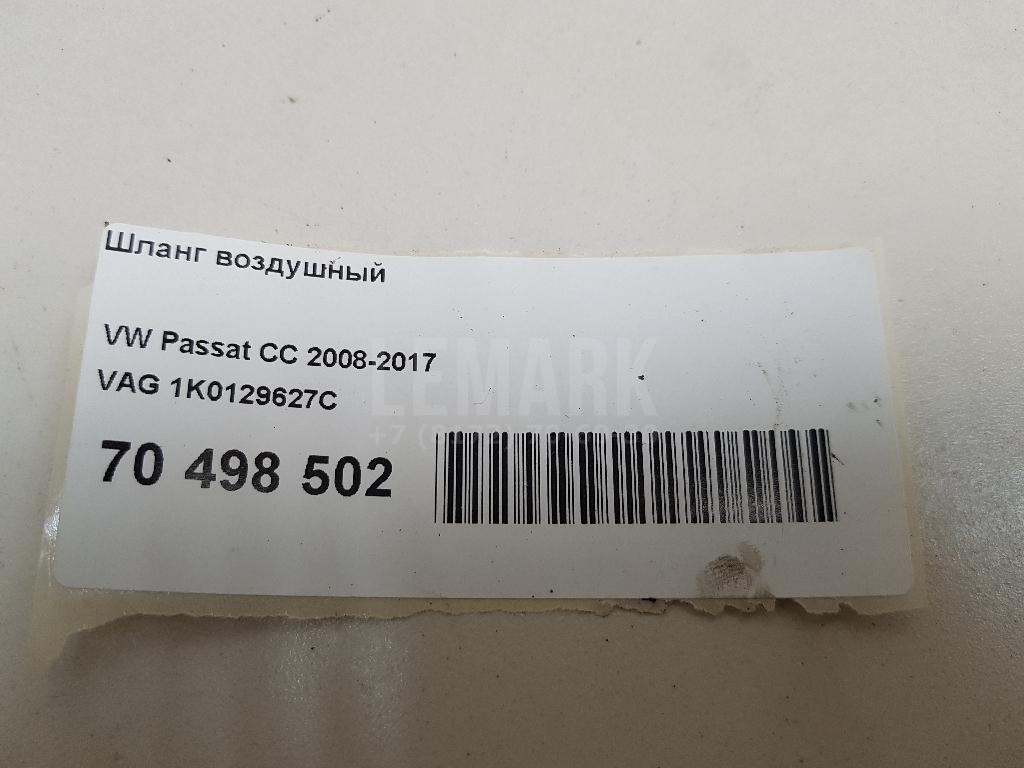 Шланг воздушный
VW Passat CC 2008-2017
VAG 1K0129627C
70 498 502
LEMARK